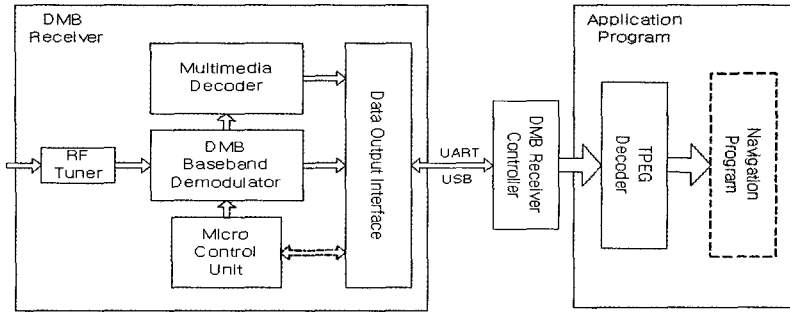 DMB
Receiver
Multimedia
Decoder
RF
Tuner
DMB
Baseband
Demodulator
Micro
Control
Unit
Data Output Interface
UART
USB
DMB Receiver
Controller
Application
Program
TPEG
Decoder
Navigation
Program